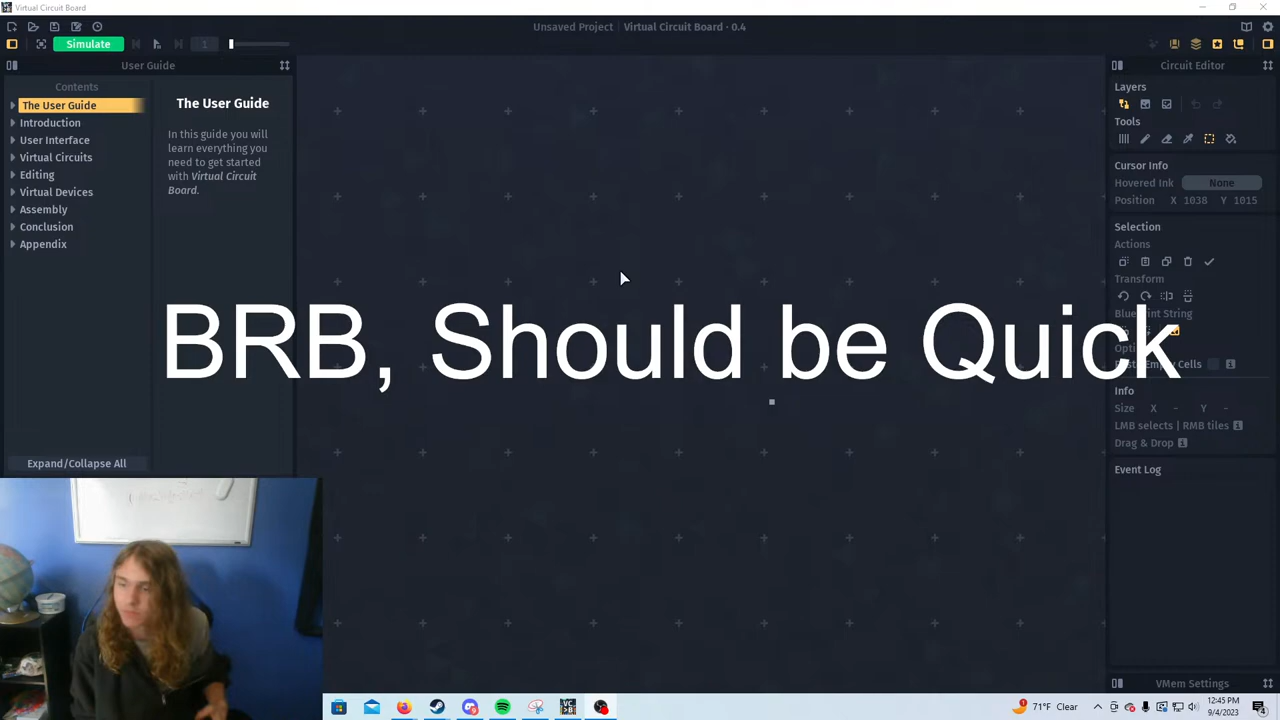 Virtual Circuit Board
Unsaved Project | Virtual Circuit Board · 0.4
Simulate
1
User Guide
Contents
The User Guide
Introduction
User Interface
Virtual Circuits
Editing
Virtual Devices
Assembly
Conclusion
Appendix
Expand/Collapse All
The User Guide
In this guide you will
learn everything you
need to get started
with Virtual Circuit
Board.
BRB, Should be Quick
Circuit Editor
Layers
Tools
Cursor Info
Hovered Ink None
Position X 1038 Y 1015
Selection
Actions
Transform
Info
Size X - Y -
LMB selects | RMB tiles
Drag & Drop
Event Log
VMem Settings
71°F Clear
12:45 PM
9/4/2023